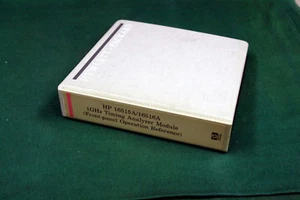 HP 16515A/16516A
1GHz Timing Analyzer Module
(Front-panel Operation Reference)